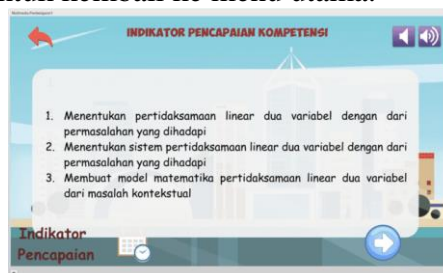 INDIKATOR PENCAPAIAN KOMPETENSI
1. Menentukan pertidaksamaan linear dua variabel dengan dari
permasalahan yang dihadapi
2. Menentukan sistem pertidaksamaan linear dua variabel dengan dari
permasalahan yang dihadapi
3. Membuat model matematika pertidaksamaan linear dua variabel
dari masalah kontekstual
Indikator
Pencapaian